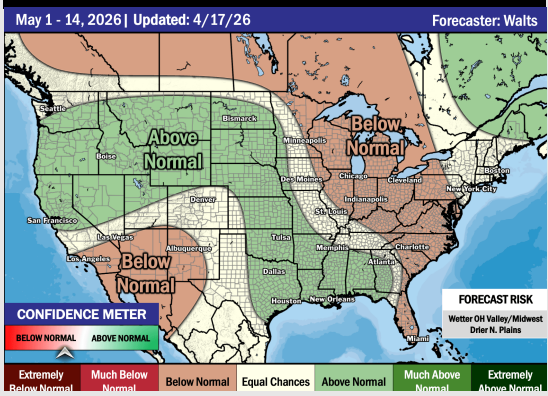 May 1 - 14, 2026| Updated: 4/17/26
Forecaster: Walts
Seattle
Bismarck
Above
Normal
Minneapolis
Below
Normal
Boise
Boston
Des Moines
Chicago
Cleveland
New York City
Denver
Indianapolis
San Francisco
St. Louis
Las Vegas
Tulsa
Memphis
Charlotte
Los Angeles
Albuquerque
Below
Normal
Dallas
Atlanta
Houston
New Orleans
Miami
CONFIDENCE METER
BELOW NORMAL
ABOVE NORMAL
FORECAST RISK
Wetter OH Valley/Midwest
Drier N. Plains
Extremely
Below Normal
Much Below
Normal
Below Normal
Equal Chances
Above Normal
Much Above
Normal
Extremely
Above Normal